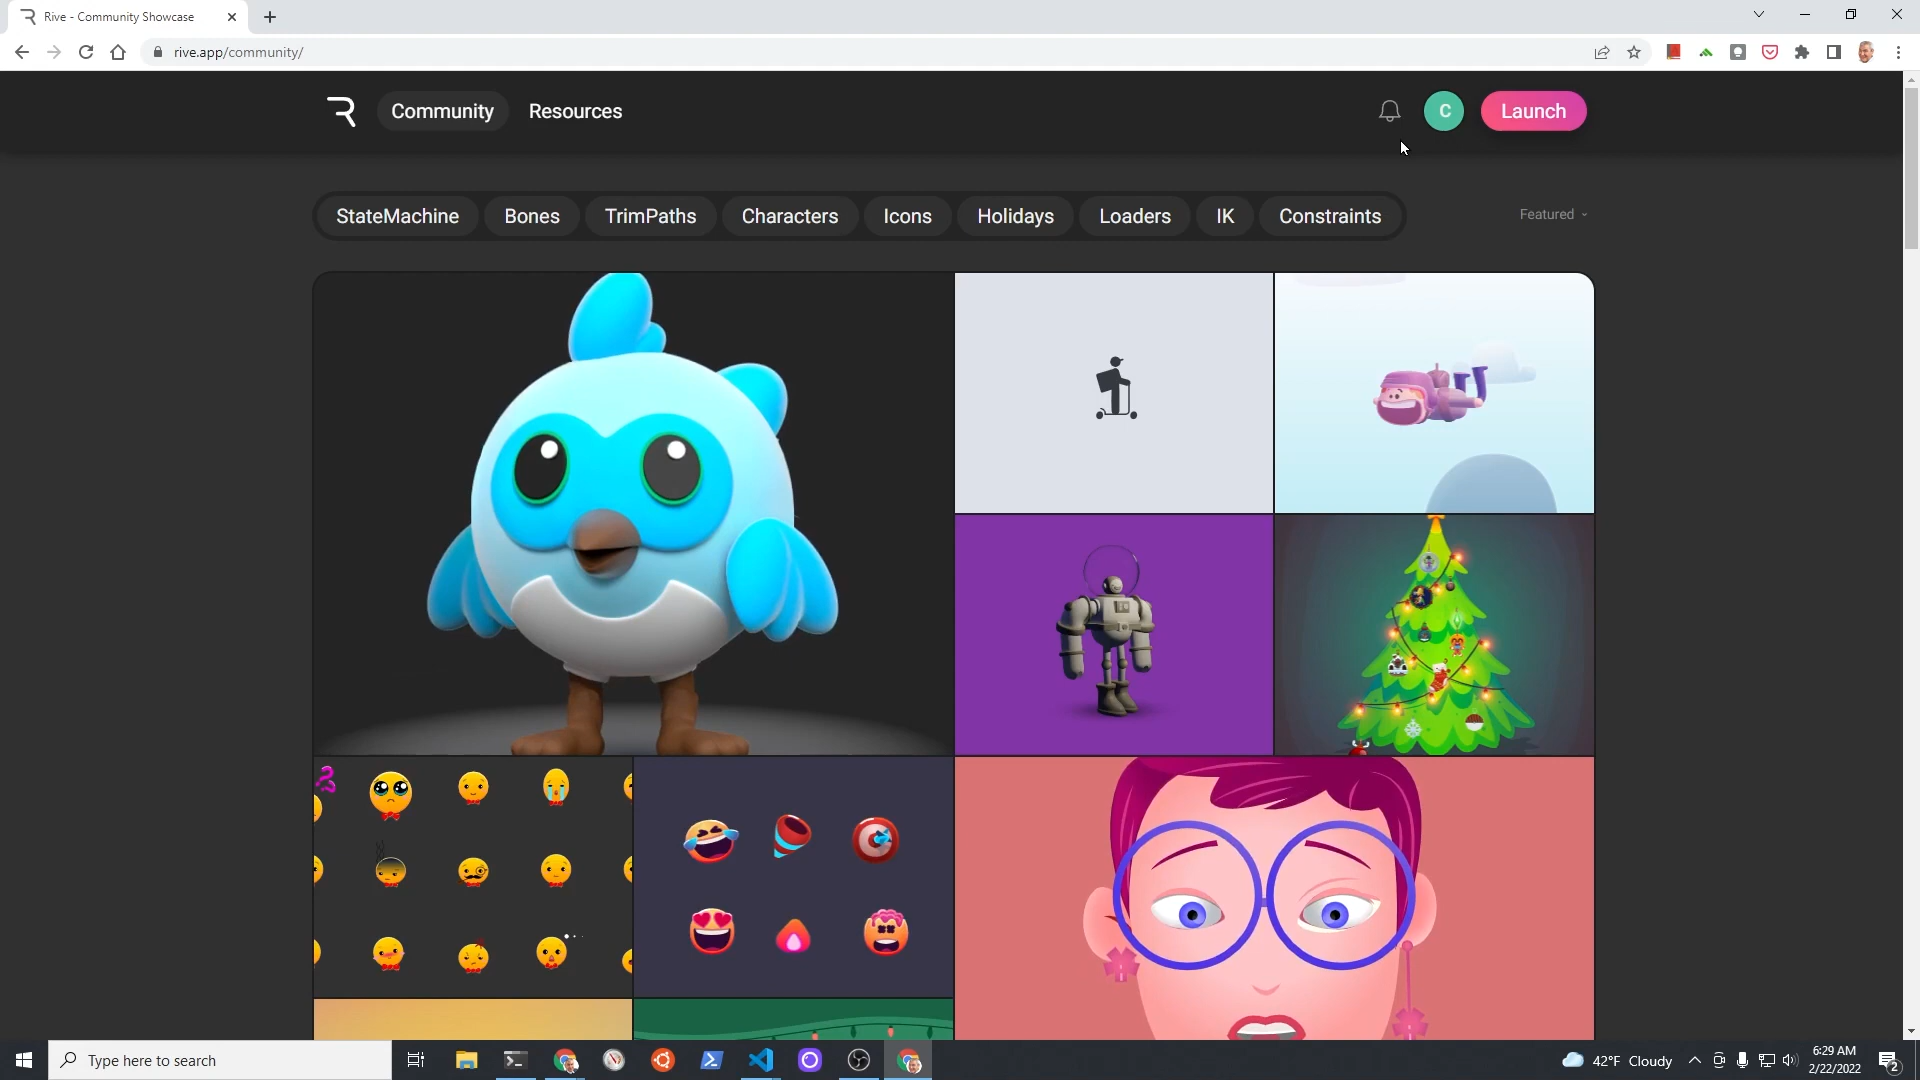 Rive - Community Showcase
rive.app/community/
Community
Resources
C
Launch
StateMachine
Bones
TrimPaths
Characters
Icons
Holidays
Loaders
IK
Constraints
Featured
Type here to search
42°F Cloudy
6:29 AM
2/22/2022
2